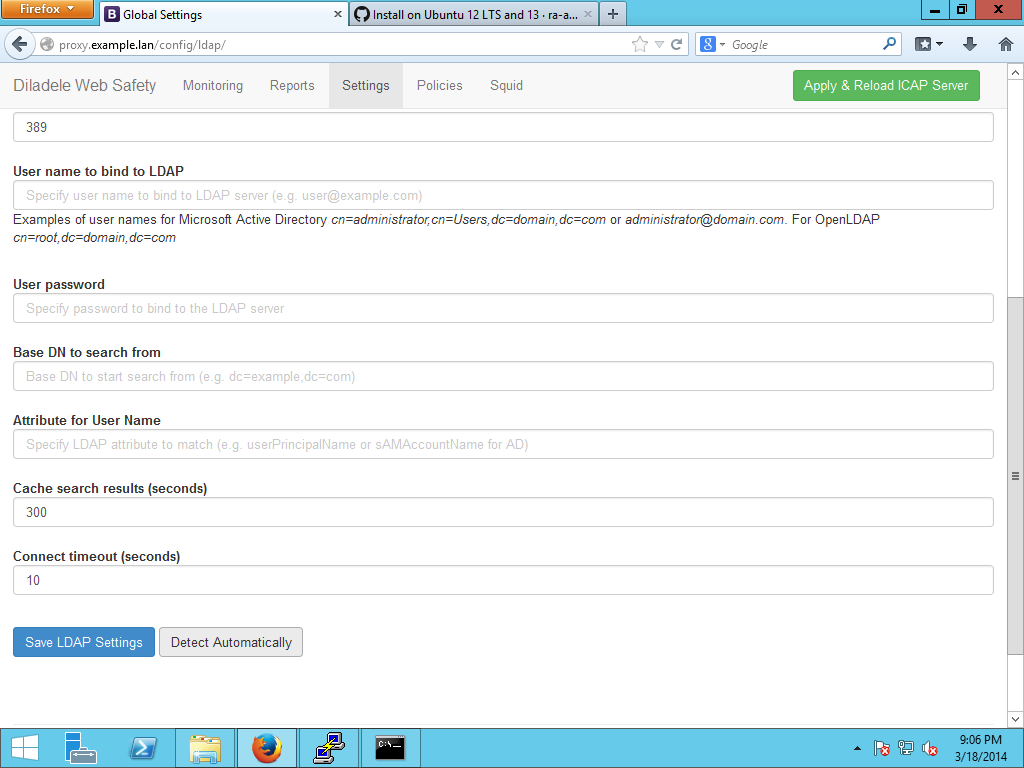 Firefox
Global Settings
Install on Ubuntu 12 LTS and 13 · ra-a...
proxy.example.lan/config/ldap/
Google
Diladele Web Safety
Monitoring
Reports
Settings
Policies
Squid
Apply & Reload ICAP Server
389
User name to bind to LDAP
Specify user name to bind to LDAP server (e.g. user@example.com)
Examples of user names for Microsoft Active Directory cn=administrator,cn=Users,dc=domain,dc=com or administrator@domain.com. For OpenLDAP
cn=root,dc=domain,dc=com
User password
Specify password to bind to the LDAP server
Base DN to search from
Base DN to start search from (e.g. dc=example,dc=com)
Attribute for User Name
Specify LDAP attribute to match (e.g. userPrincipalName or sAMAccountName for AD)
Cache search results (seconds)
300
Connect timeout (seconds)
10
Save LDAP Settings
Detect Automatically
9:06 PM
3/18/2014